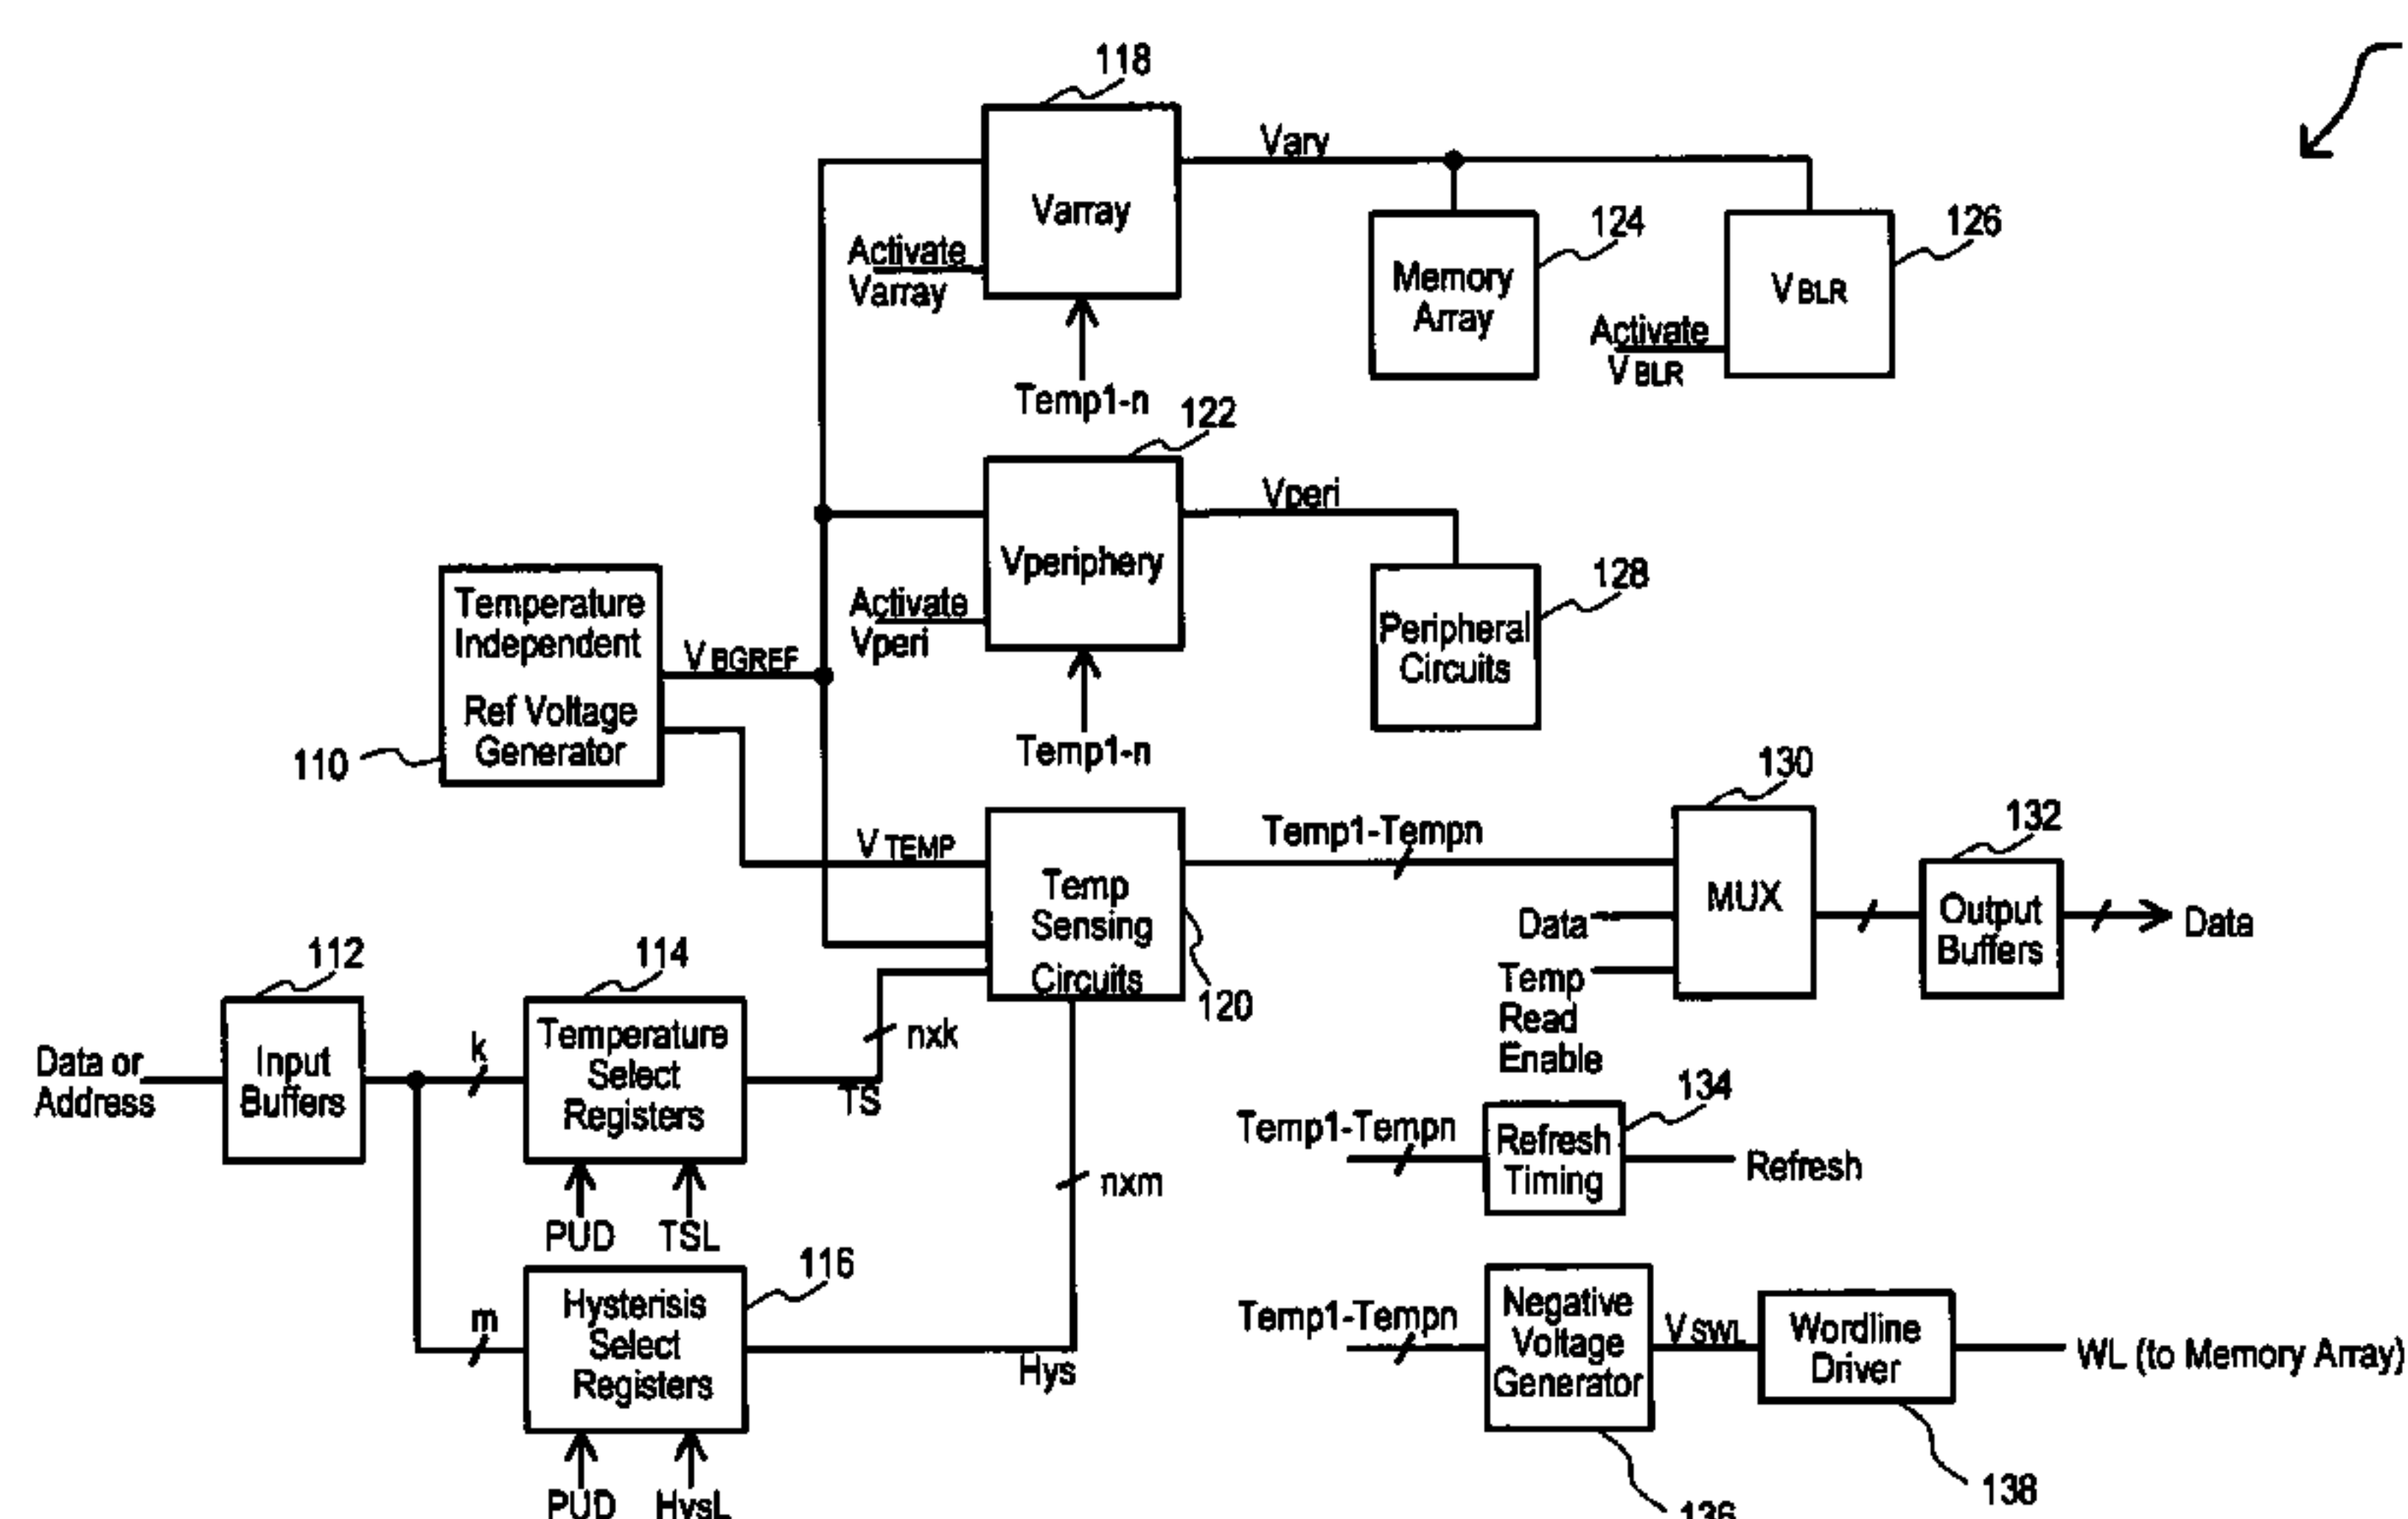 118
Vary
Varray
Activate
Varray
Temp1-n
124
Memory
Array
126
VBLR
Activate
VBLR
122
Vperi
Vperiphery
Activate
Vperi
Temp1-n
128
Peripheral
Circuits
Temperature
Independent
Ref Voltage
Generator
110
VBGREF
VTEMP
Temp
Sensing
Circuits
120
Temp1-Tempn
130
MUX
Data
Temp
Read
Enable
132
Output
Buffers
Data
Data or
Address
112
Input
Buffers
k
114
Temperature
Select
Registers
TS
nxk
PUD
TSL
m
116
Hysterisis
Select
Registers
Hys
nxm
PUD
HysL
Temp1-Tempn
134
Refresh
Timing
Refresh
Temp1-Tempn
Negative
Voltage
Generator
136
VSWL
Wordline
Driver
138
WL (to Memory Array)